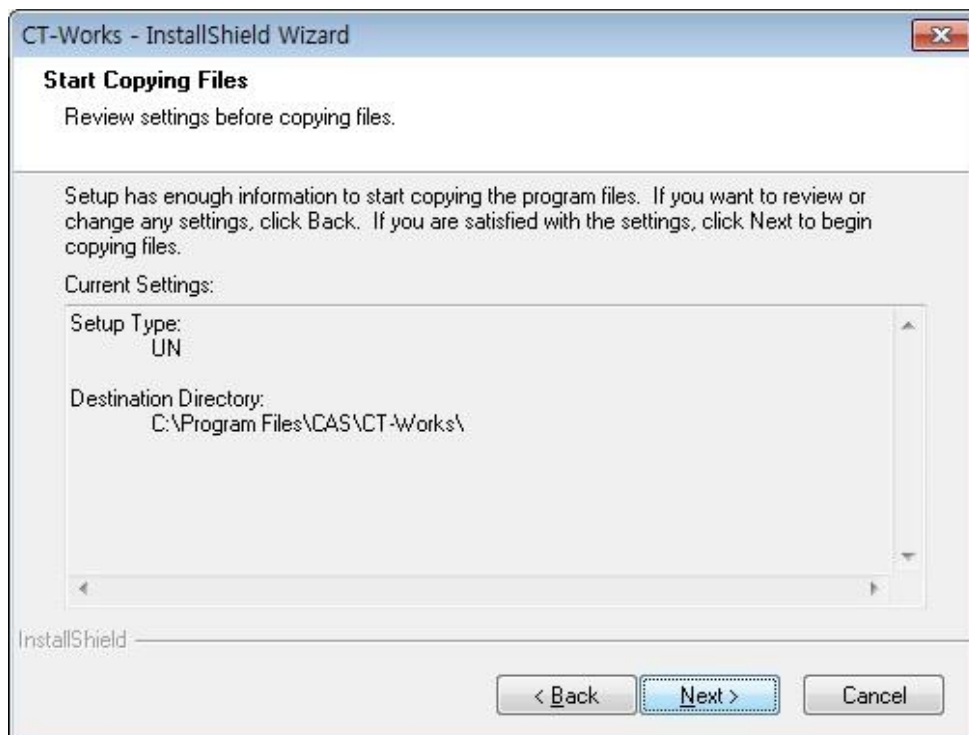 CT-Works - InstallShield Wizard
Start Copying Files
Review settings before copying files.
Setup has enough information to start copying the program files.  If you want to review or
change any settings, click Back.  If you are satisfied with the settings, click Next to begin
copying files.
Current Settings:
Setup Type:
UN
Destination Directory:
C:\Program Files\CAS\CT-Works\
InstallShield
< Back
Next >
Cancel